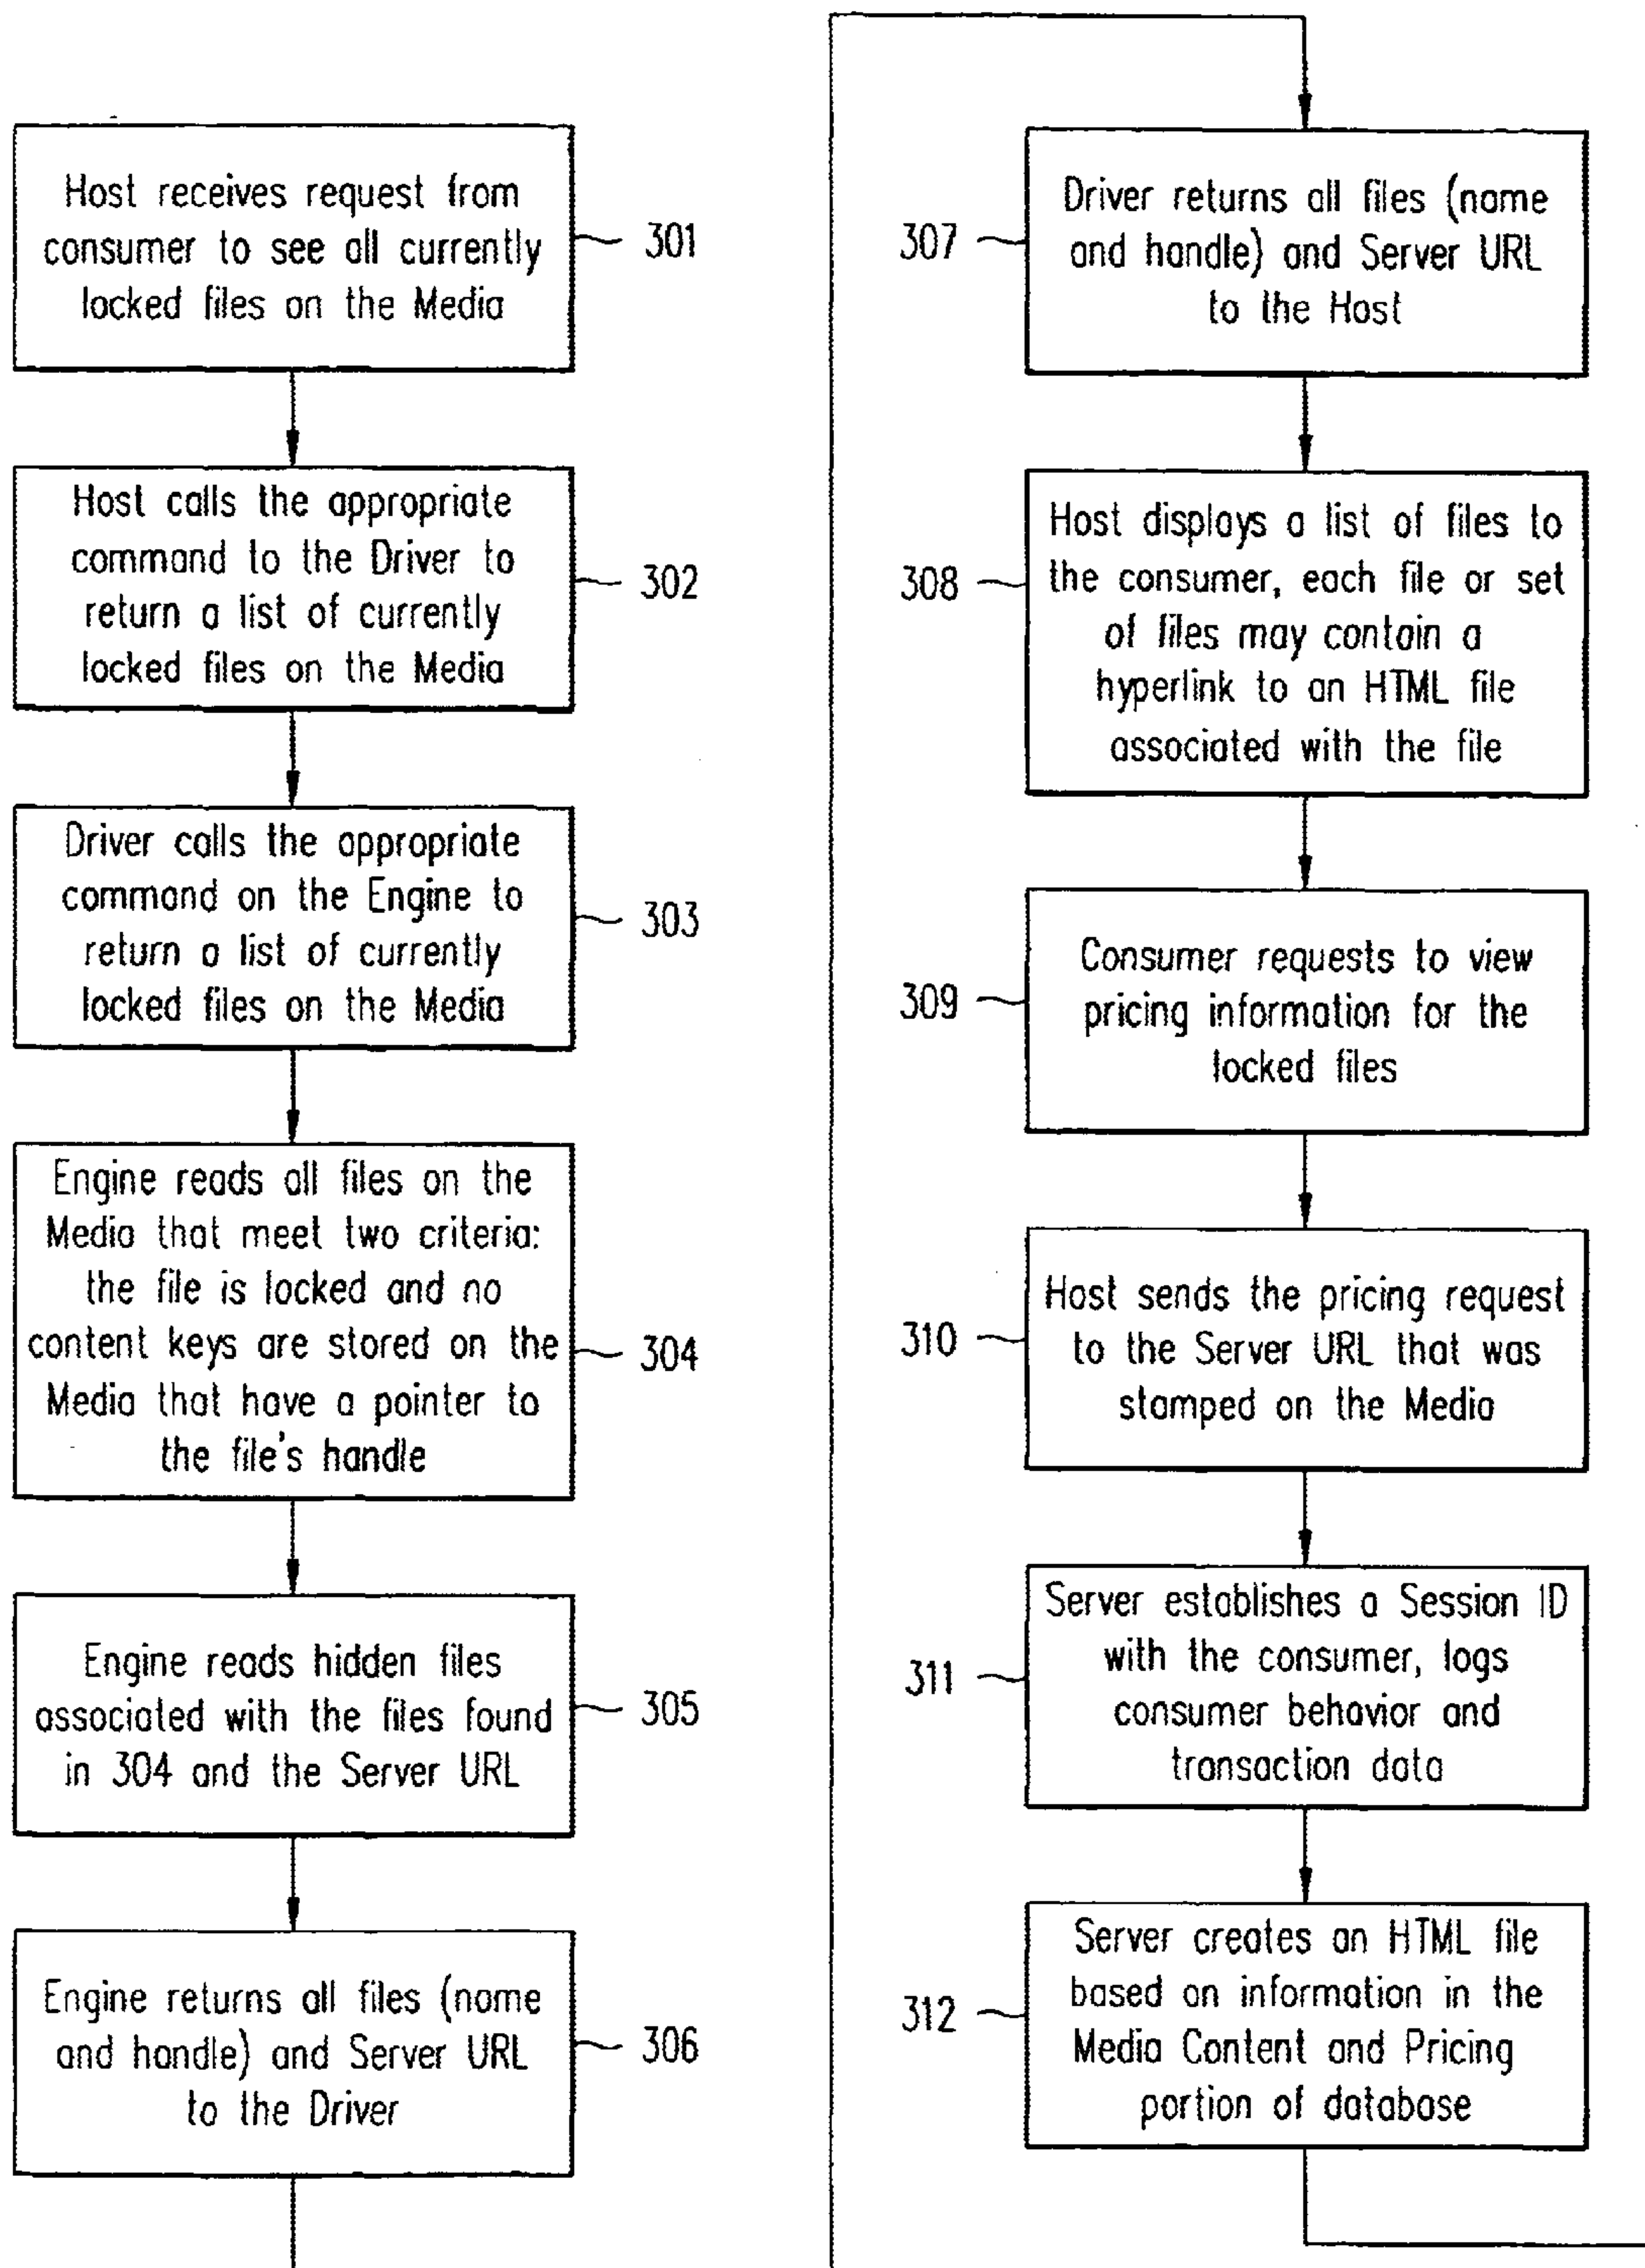 Host receives request from
consumer to see all currently
locked files on the Media
301
Host calls the appropriate
command to the Driver to
return a list of currently
locked files on the Media
302
Driver calls the appropriate
command on the Engine to
return a list of currently
locked files on the Media
303
Engine reads all files on the
Media that meet two criteria:
the file is locked and no
content keys are stored on the
Media that have a pointer to
the file's handle
304
Engine reads hidden files
associated with the files found
in 304 and the Server URL
305
Engine returns all files (name
and handle) and Server URL
to the Driver
306
307
Driver returns all files (name
and handle) and Server URL
to the Host
308
Host displays a list of files to
the consumer, each file or set
of files may contain a
hyperlink to an HTML file
associated with the file
309
Consumer requests to view
pricing information for the
locked files
310
Host sends the pricing request
to the Server URL that was
stamped on the Media
311
Server establishes a Session ID
with the consumer, logs
consumer behavior and
transaction data
312
Server creates an HTML file
based on information in the
Media Content and Pricing
portion of database